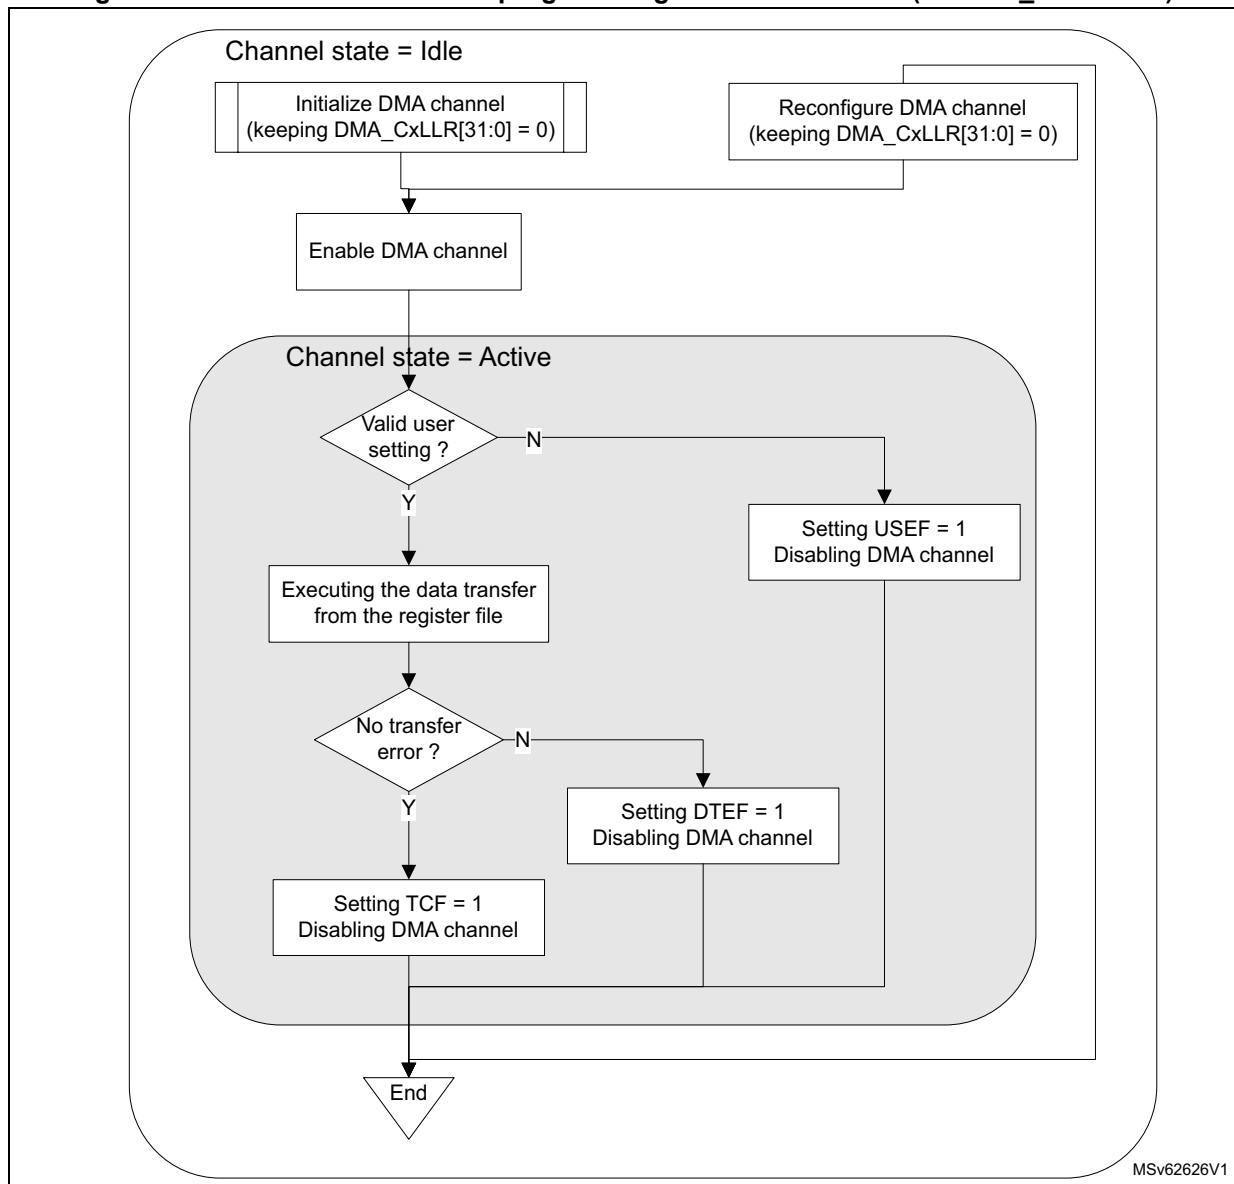 Channel state = Idle
Initialize DMA channel
(keeping DMA_CxLLR[31:0] = 0)
Reconfigure DMA channel
(keeping DMA_CxLLR[31:0] = 0)
Enable DMA channel
Channel state = Active
Valid user
setting ?
N
Y
Setting USEF = 1
Disabling DMA channel
Executing the data transfer
from the register file
No transfer
error ?
N
Y
Setting DTEF = 1
Disabling DMA channel
Setting TCF = 1
Disabling DMA channel
End
MSv62626V1